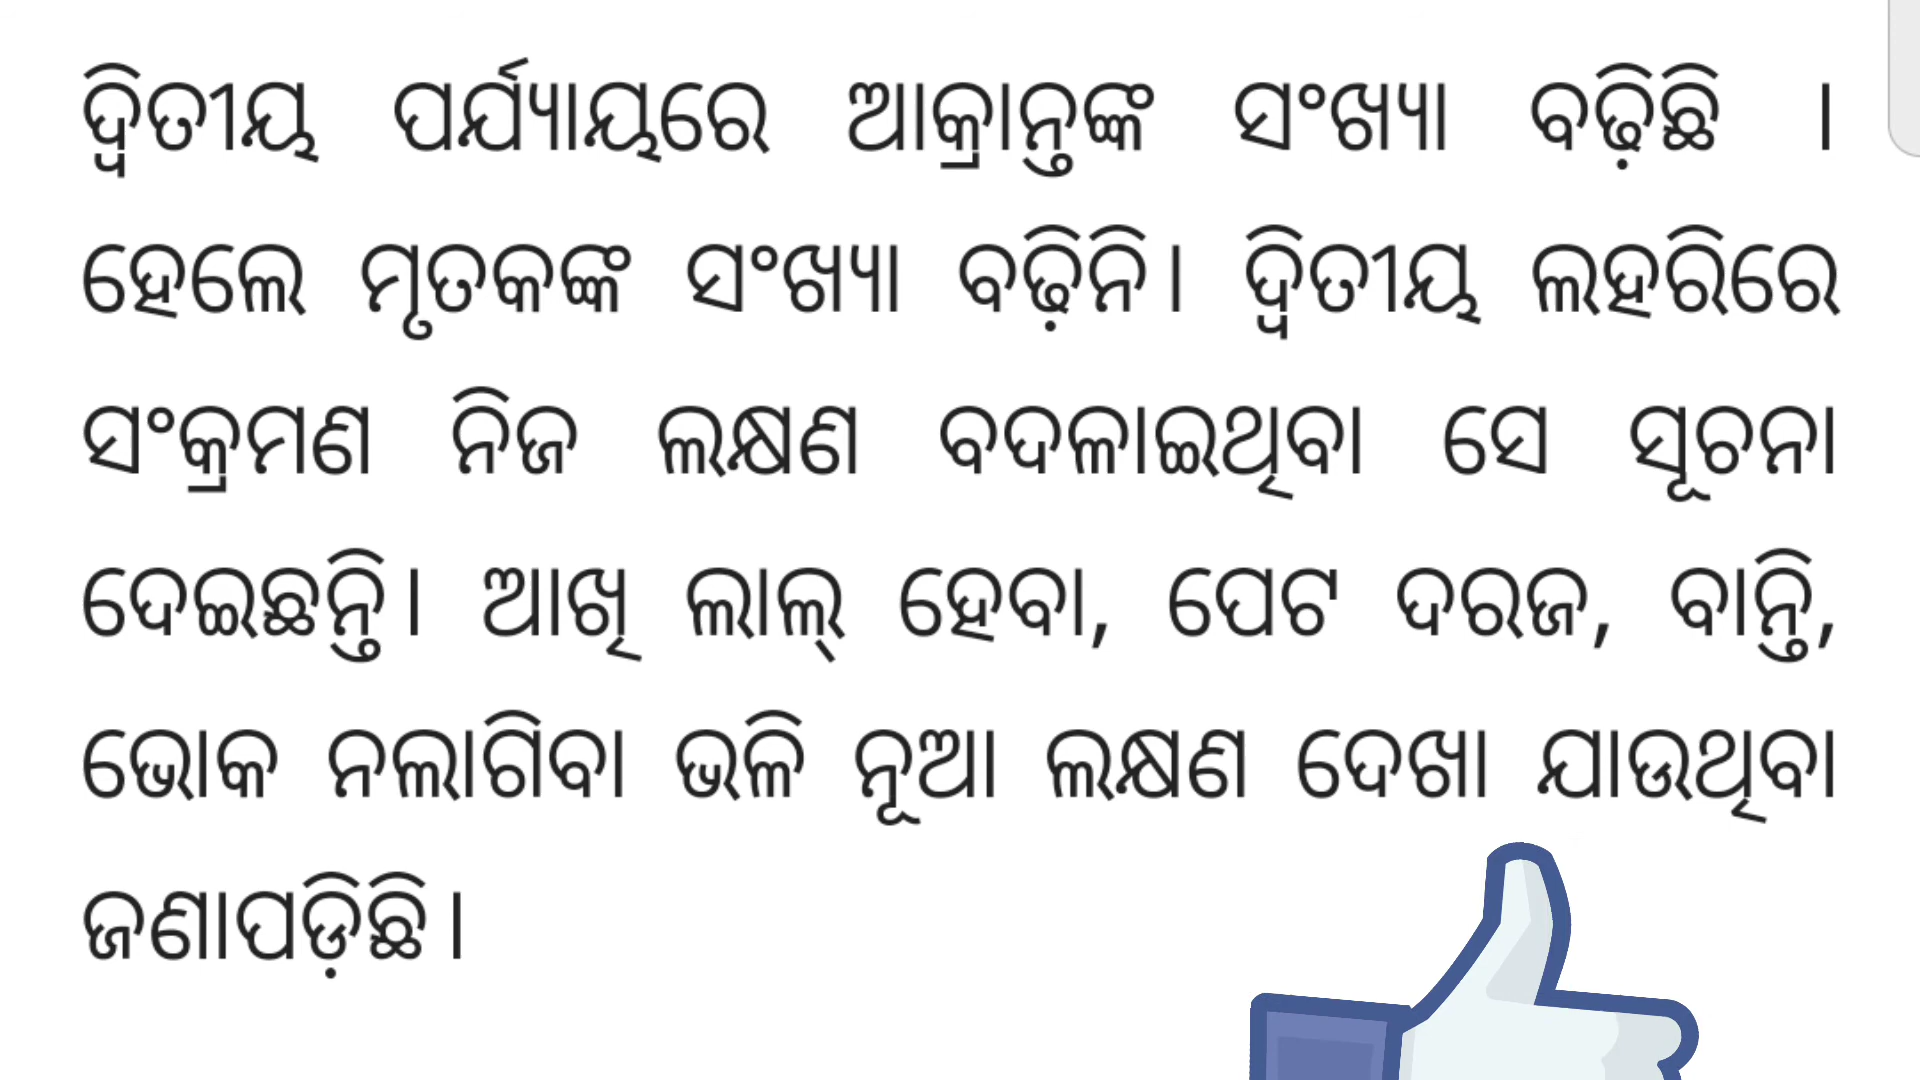 ଦ୍ୱିତୀୟ ପର୍ଯ୍ୟାୟରେ ଆକ୍ରାନ୍ତଙ୍କ ସଂଖ୍ୟା ବଢ଼ିଛି ।
ହେଲେ ମୃତକଙ୍କ ସଂଖ୍ୟା ବଢ଼ିନି। ଦ୍ୱିତୀୟ ଲହରିରେ
ସଂକ୍ରମଣ ନିଜ ଲକ୍ଷଣ ବଦଳାଇଥିବା ସେ ସୂଚନା
ଦେଇଛନ୍ତି। ଆଖି ଲାଲ୍ ହେବା, ପେଟ ଦରଜ, ବାନ୍ତି,
ଭୋକ ନଲାଗିବା ଭଳି ନୂଆ ଲକ୍ଷଣ ଦେଖା ଯାଉଥିବା
ଜଣାପଡ଼ିଛି।